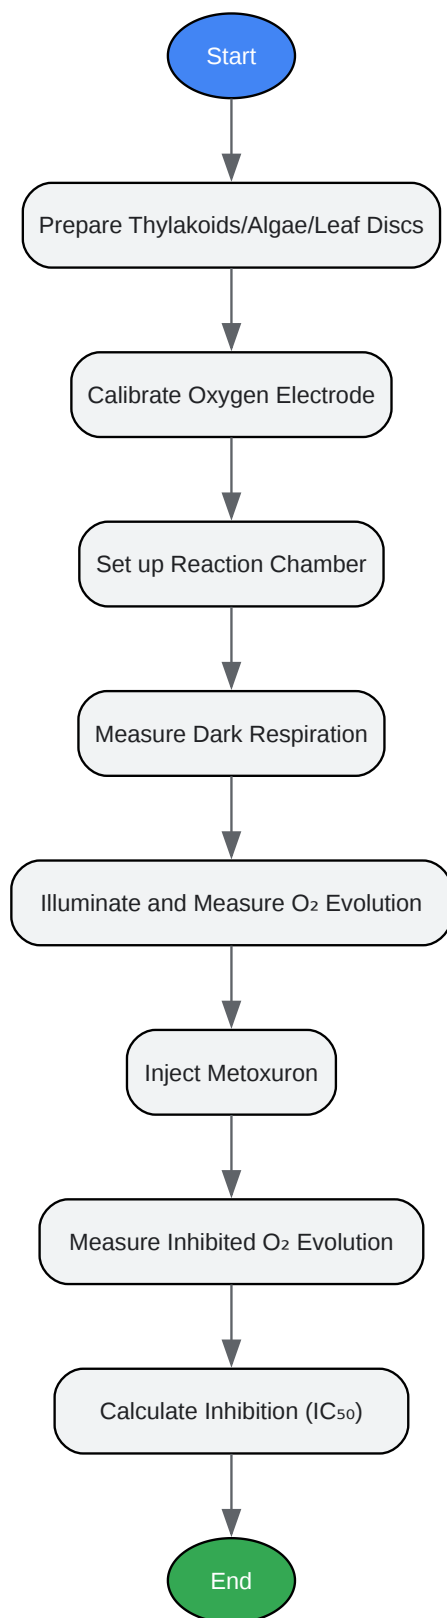 Start
Prepare Thylakoids/Algae/Leaf Discs
Calibrate Oxygen Electrode
Set up Reaction Chamber
Measure Dark Respiration
Illuminate and Measure O₂ Evolution
Inject Metoxuron
Measure Inhibited O₂ Evolution
Calculate Inhibition (IC₅₀)
End